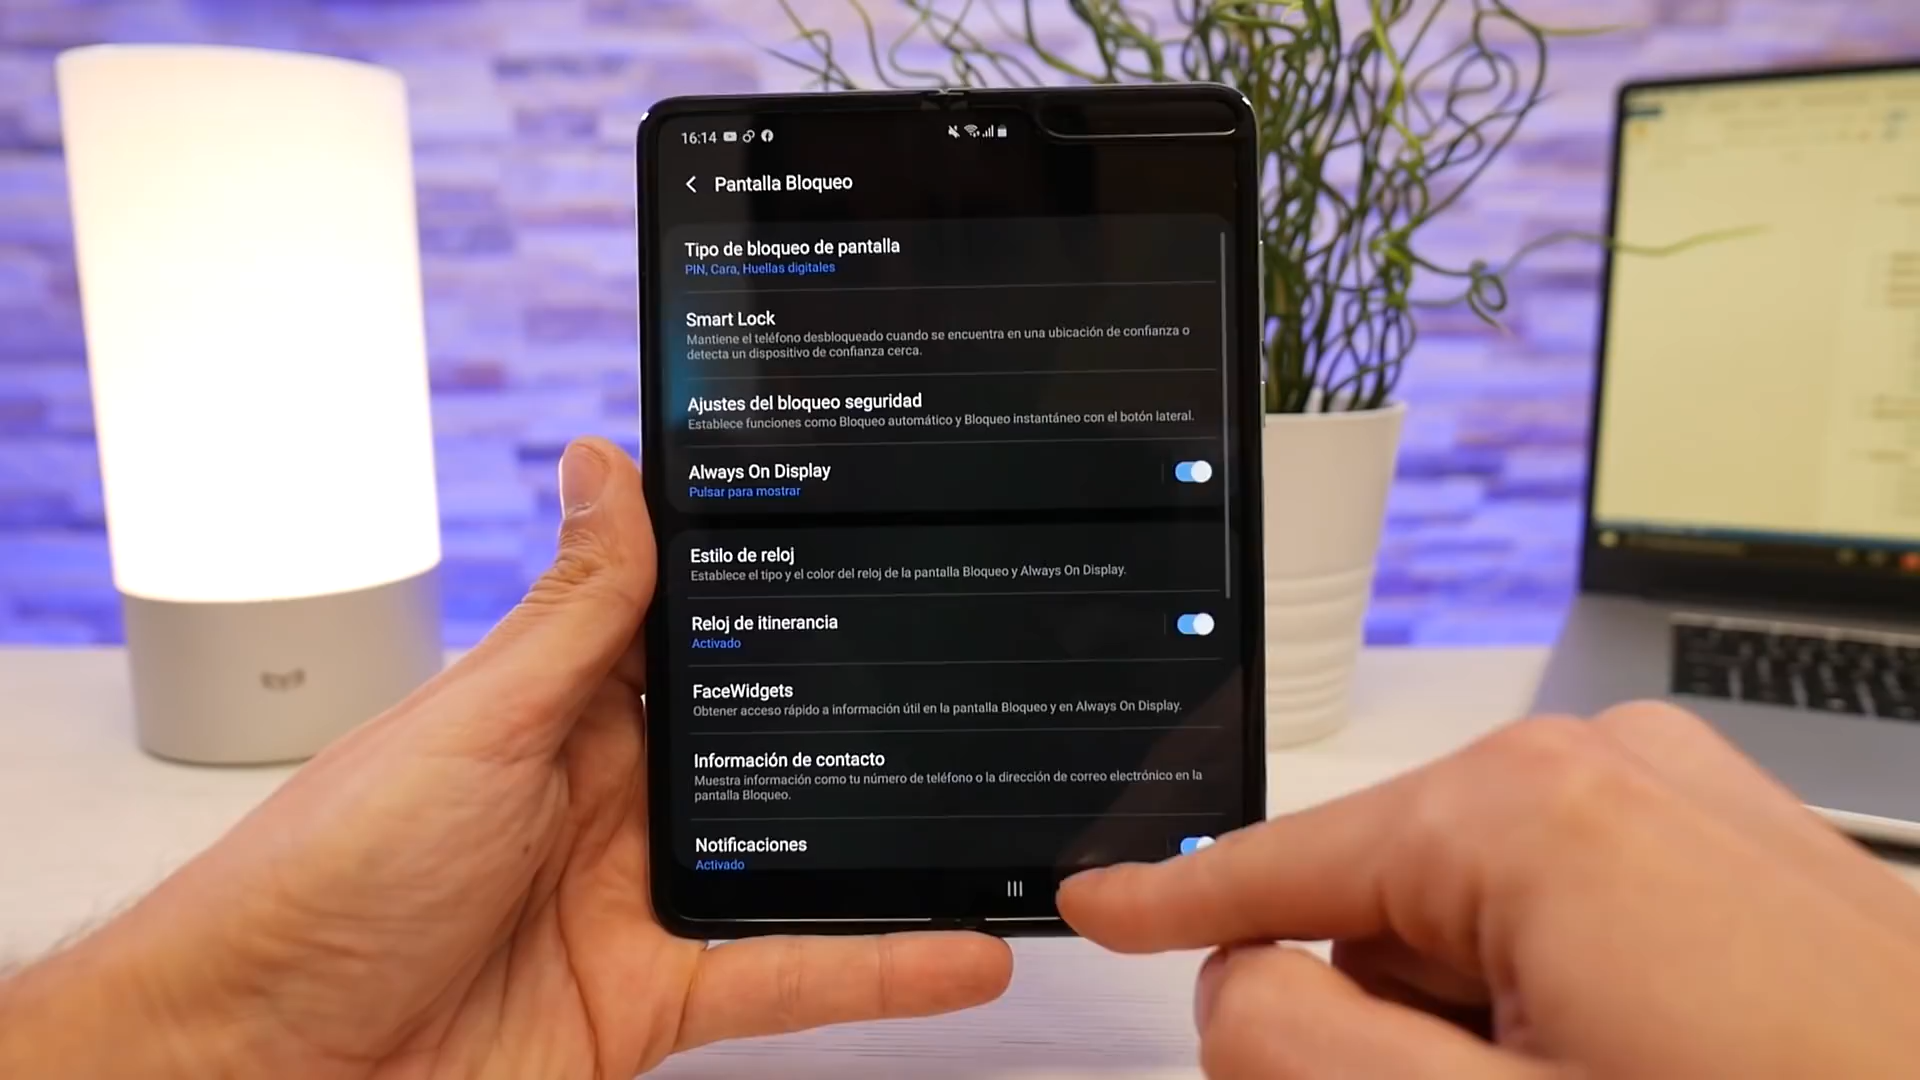 16:14
Pantalla Bloqueo
Tipo de bloqueo de pantalla
PIN, Cara, Huellas digitales
Smart Lock
Mantiene el teléfono desbloqueado cuando se encuentra en una ubicación de confianza o
detecta un dispositivo de confianza cerca.
Ajustes del bloqueo seguridad
Establece funciones como Bloqueo automático y Bloqueo instantáneo con el botón lateral.
Always On Display
Pulsar para mostrar
Estilo de reloj
Establece el tipo y el color del reloj de la pantalla Bloqueo y Always On Display.
Reloj de itinerancia
Activado
FaceWidgets
Obtener acceso rápido a información útil en la pantalla Bloqueo y en Always On Display.
Información de contacto
Muestra información como tu número de teléfono o la dirección de correo electrónico en la
pantalla Bloqueo.
Notificaciones
Activado